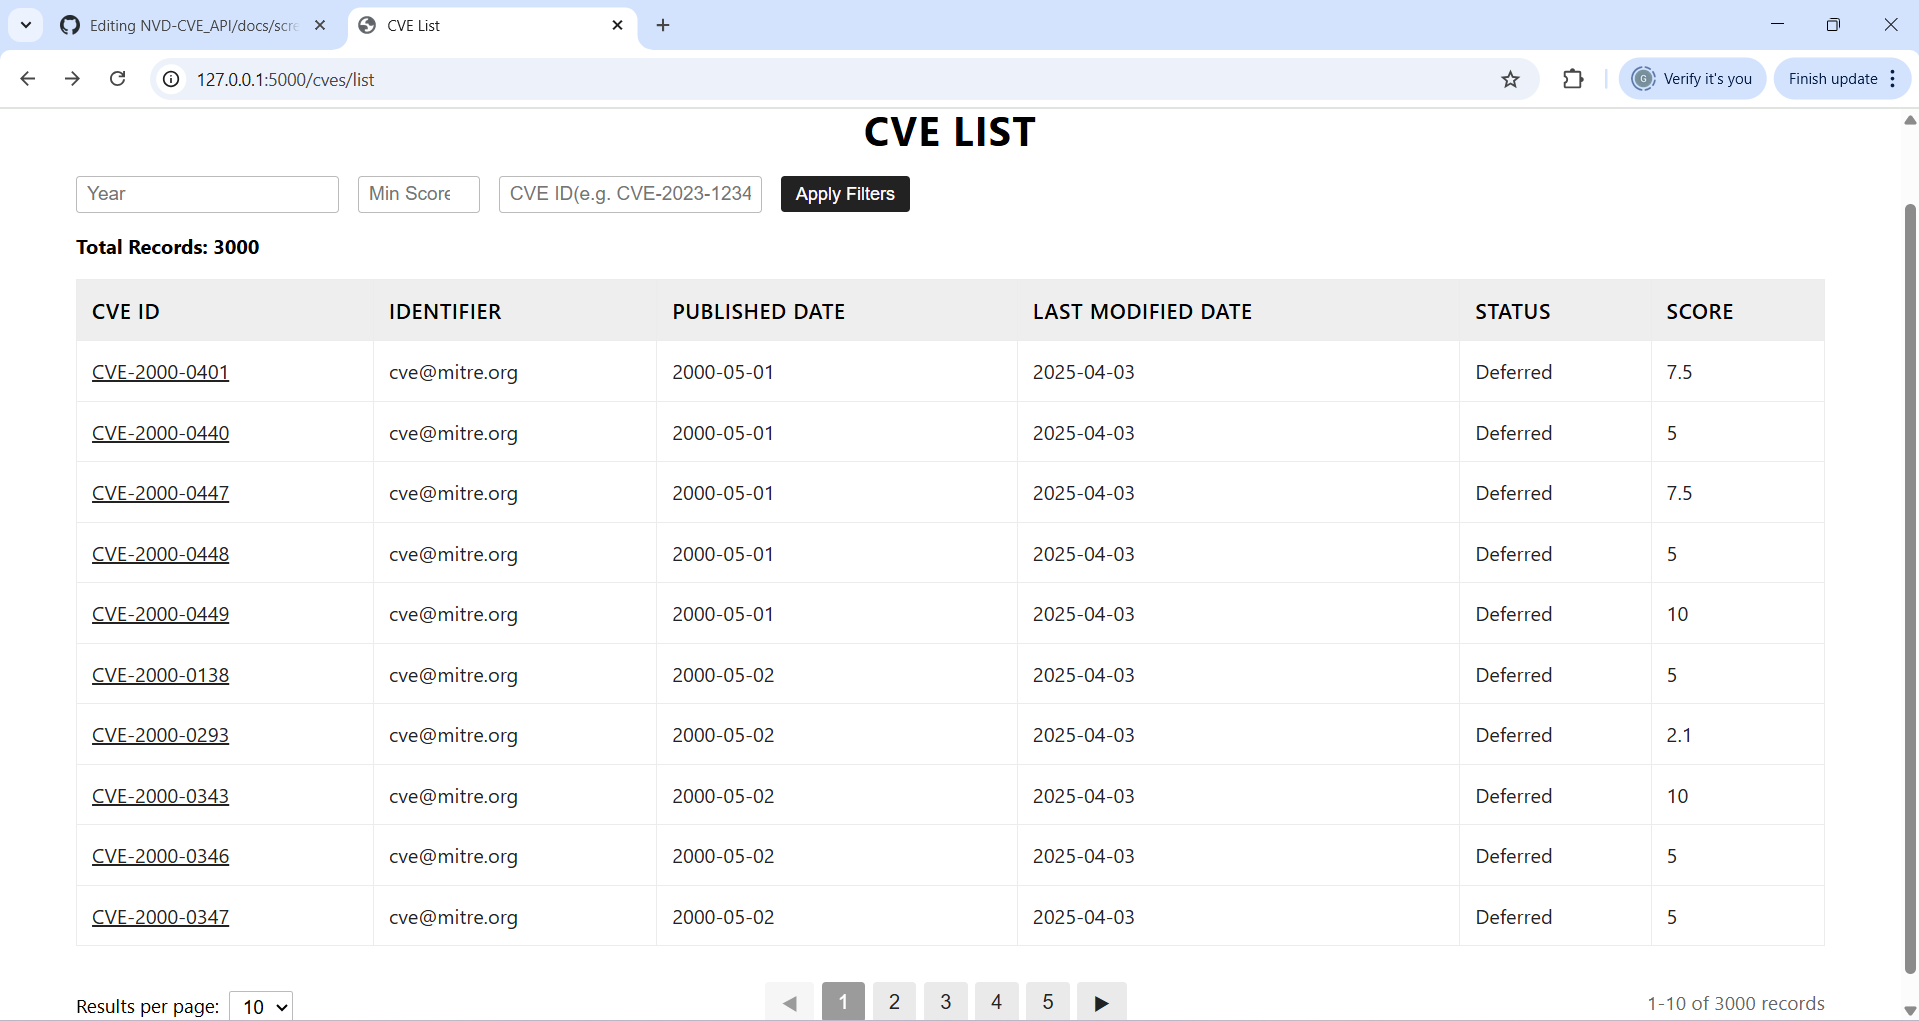 Editing NVD-CVE_API/docs/scre
CVE List
127.0.0.1:5000/cves/list
G
Verify it's you
Finish update
CVE LIST
Year
Min Score
CVE ID(e.g. CVE-2023-1234
Apply Filters
Total Records: 3000
CVE ID IDENTIFIER PUBLISHED DATE LAST MODIFIED DATE STATUS SCORE
CVE-2000-0401 cve@mitre.org 2000-05-01 2025-04-03 Deferred 7.5
CVE-2000-0440 cve@mitre.org 2000-05-01 2025-04-03 Deferred 5
CVE-2000-0447 cve@mitre.org 2000-05-01 2025-04-03 Deferred 7.5
CVE-2000-0448 cve@mitre.org 2000-05-01 2025-04-03 Deferred 5
CVE-2000-0449 cve@mitre.org 2000-05-01 2025-04-03 Deferred 10
CVE-2000-0138 cve@mitre.org 2000-05-02 2025-04-03 Deferred 5
CVE-2000-0293 cve@mitre.org 2000-05-02 2025-04-03 Deferred 2.1
CVE-2000-0343 cve@mitre.org 2000-05-02 2025-04-03 Deferred 10
CVE-2000-0346 cve@mitre.org 2000-05-02 2025-04-03 Deferred 5
CVE-2000-0347 cve@mitre.org 2000-05-02 2025-04-03 Deferred 5
Results per page: 10
◀ 1 2 3 4 5 ▶
1-10 of 3000 records